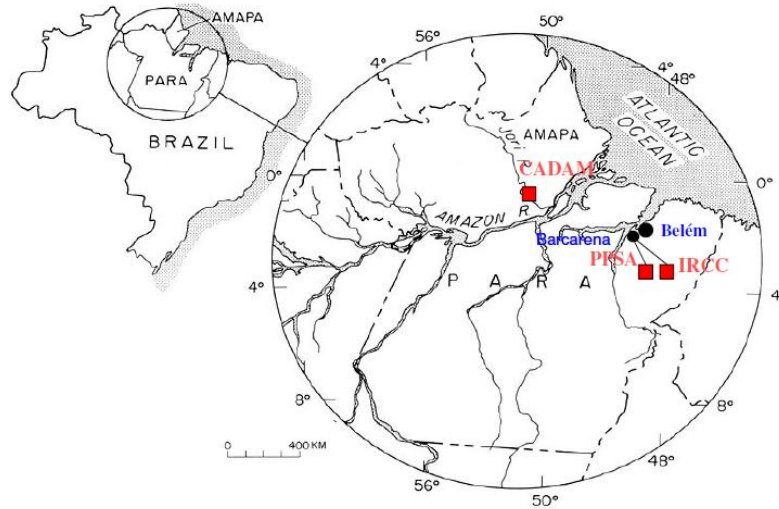 AMAPA
PARA
BRAZIL
50°
56°
4°
4°
48°
ATLANTIC
OCEAN
Jari R
AMAPA
CADAM
0°
0°
AMAZON R
Barcarena
Belém
PPSA
IRCC
P A R A
4°
4
8°
8°
0 400 KM
48°
56°
50°